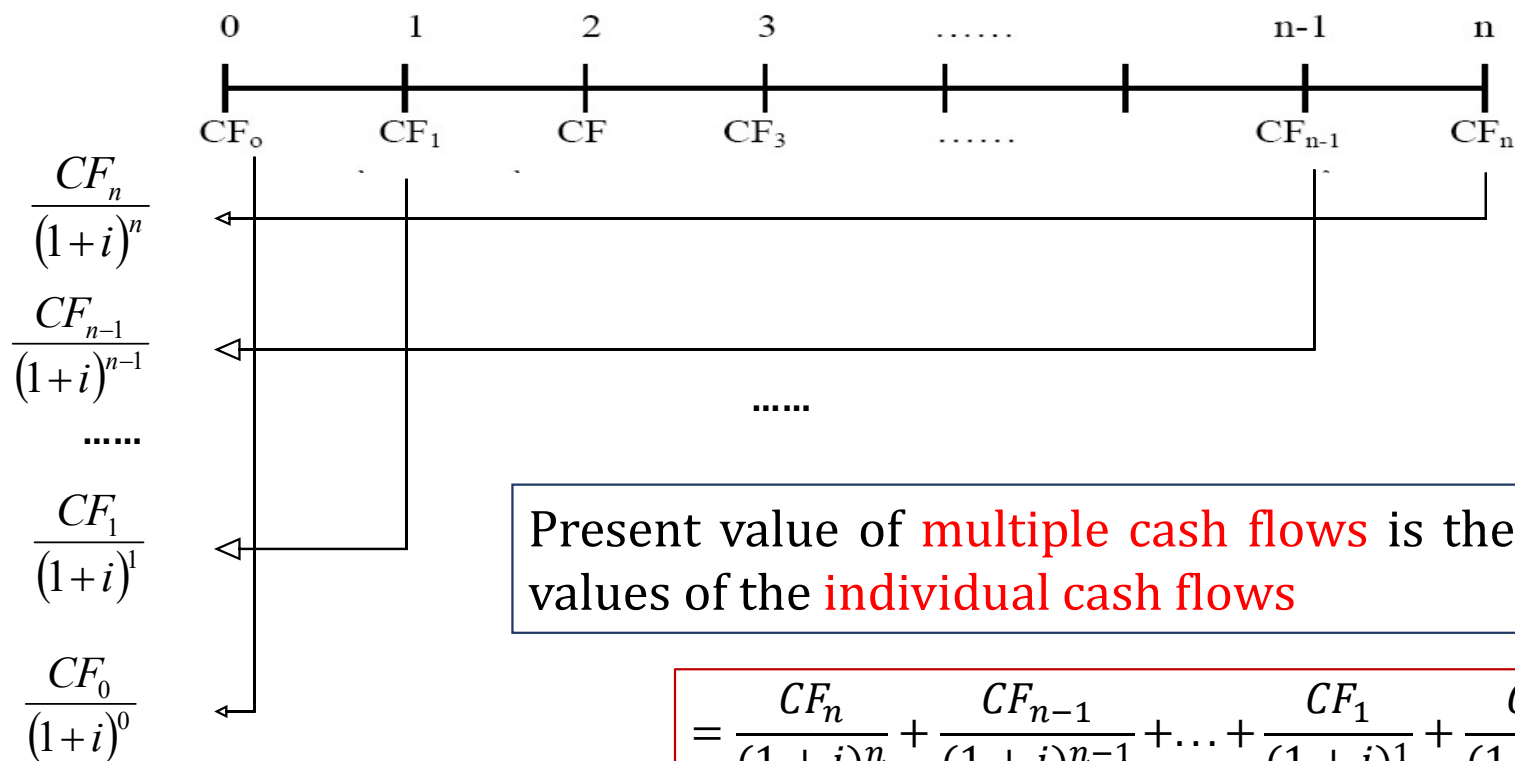 0 1 2 3 ...... n-1 n
CFₒ CF₁ CF CF₃ ...... CFₙ₋₁ CFₙ
CFₙ/(1+i)ⁿ
CFₙ₋₁/(1+i)ⁿ⁻¹
......
......
CF₁/(1+i)¹
Present value of multiple cash flows is the
values of the individual cash flows
CF₀/(1+i)⁰
= CFₙ/(1 + i)ⁿ + CFₙ₋₁/(1 + i)ⁿ⁻¹ +...+ CF₁/(1 + i)¹ +